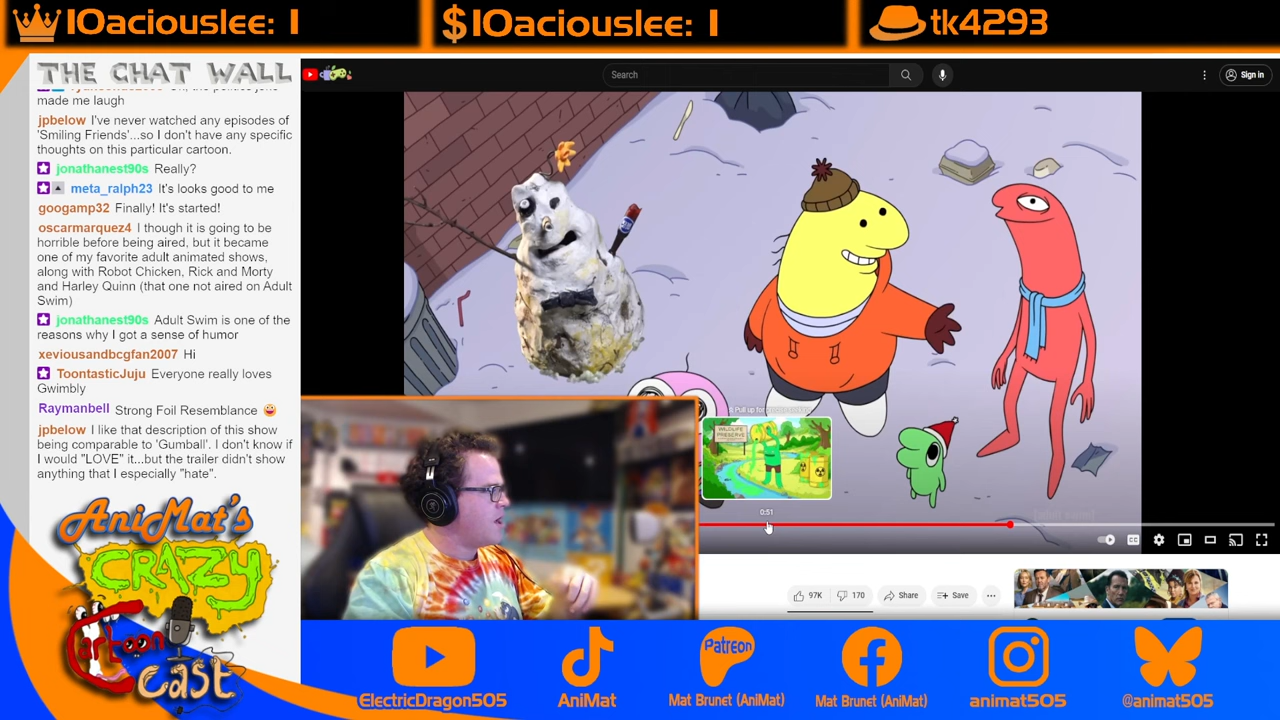 10aciouslee: 1
$10aciouslee: 1
tk4293
THE CHAT WALL
made me laugh
jpbelow I've never watched any episodes of
'Smiling Friends'...so I don't have any specific
thoughts on this particular cartoon.
jonathanest90s Really?
meta_ralph23 It's looks good to me
googamp32 Finally! It's started!
oscarmarquez4 I though it is going to be
horrible before being aired, but it became
one of my favorite adult animated shows,
along with Robot Chicken, Rick and Morty
and Harley Quinn (that one not aired on Adult
Swim)
jonathanest90s Adult Swim is one of the
reasons why I got a sense of humor
xeviousandbcgfan2007 Hi
ToontasticJuju Everyone really loves
Gwimbly
Raymanbell Strong Foil Resemblance
jpbelow I like that description of this show
being comparable to 'Gumball'. I don't know if
I would "LOVE" it...but the trailer didn't show
anything that I especially "hate".
AniMat's
CRAZY
Cartoon
Cast
Search
Sign in
WILDLIFE
PRESERVE
0:51
[adult swim]
97K
170
Share
Save
ElectricDragon505
AniMat
Patreon
Mat Brunet (AniMat)
Mat Brunet (AniMat)
animat505
@animat505